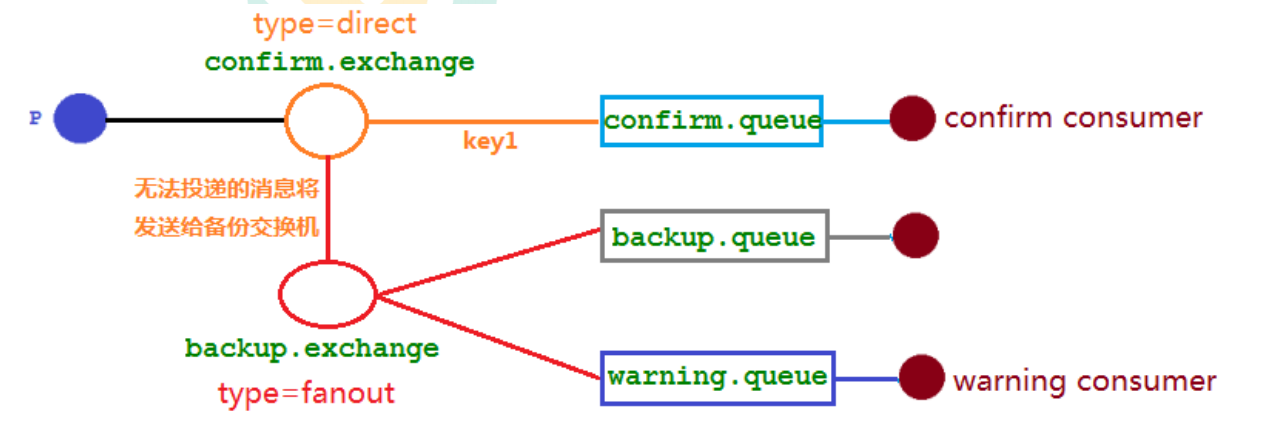 type=direct
confirm.exchange
P
key1
confirm.queue
confirm consumer
无法投递的消息将
发送给备份交换机
backup.queue
backup.exchange
type=fanout
warning.queue
warning consumer